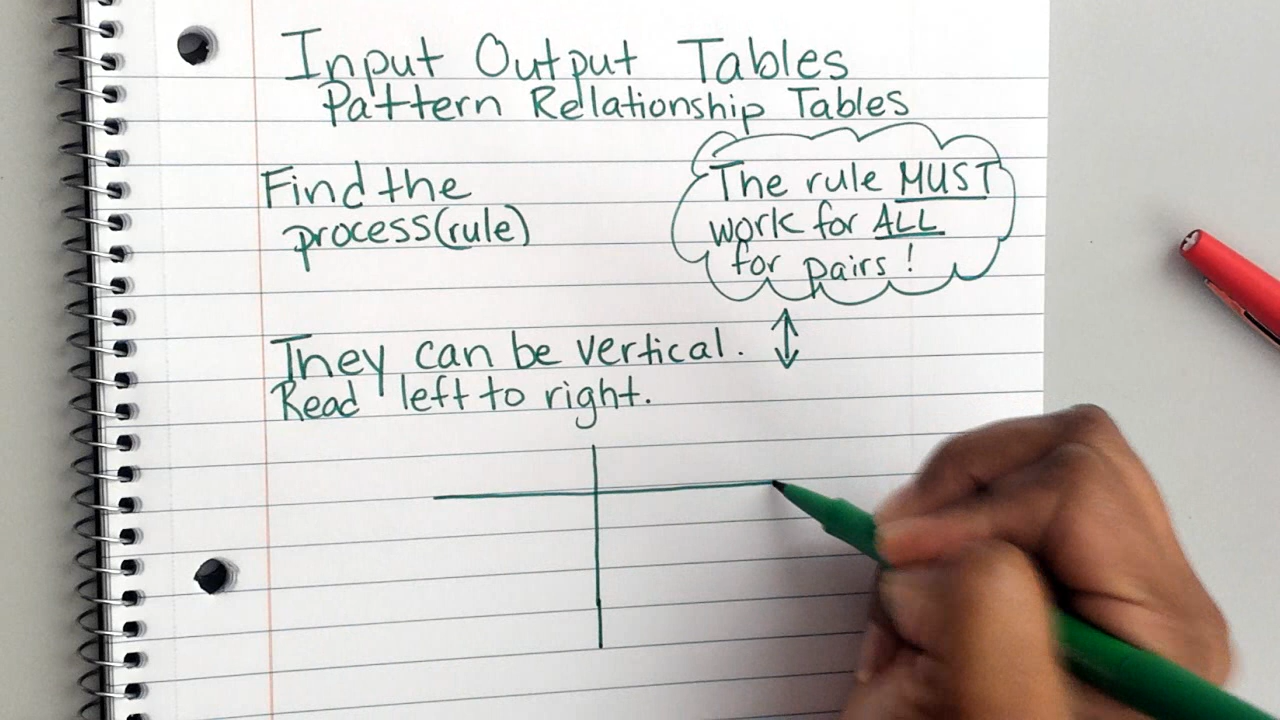 Input Output Tables
Pattern Relationship Tables
Find the
process(rule)
The rule MUST
work for ALL
for pairs!
They can be vertical.
Read left to right.